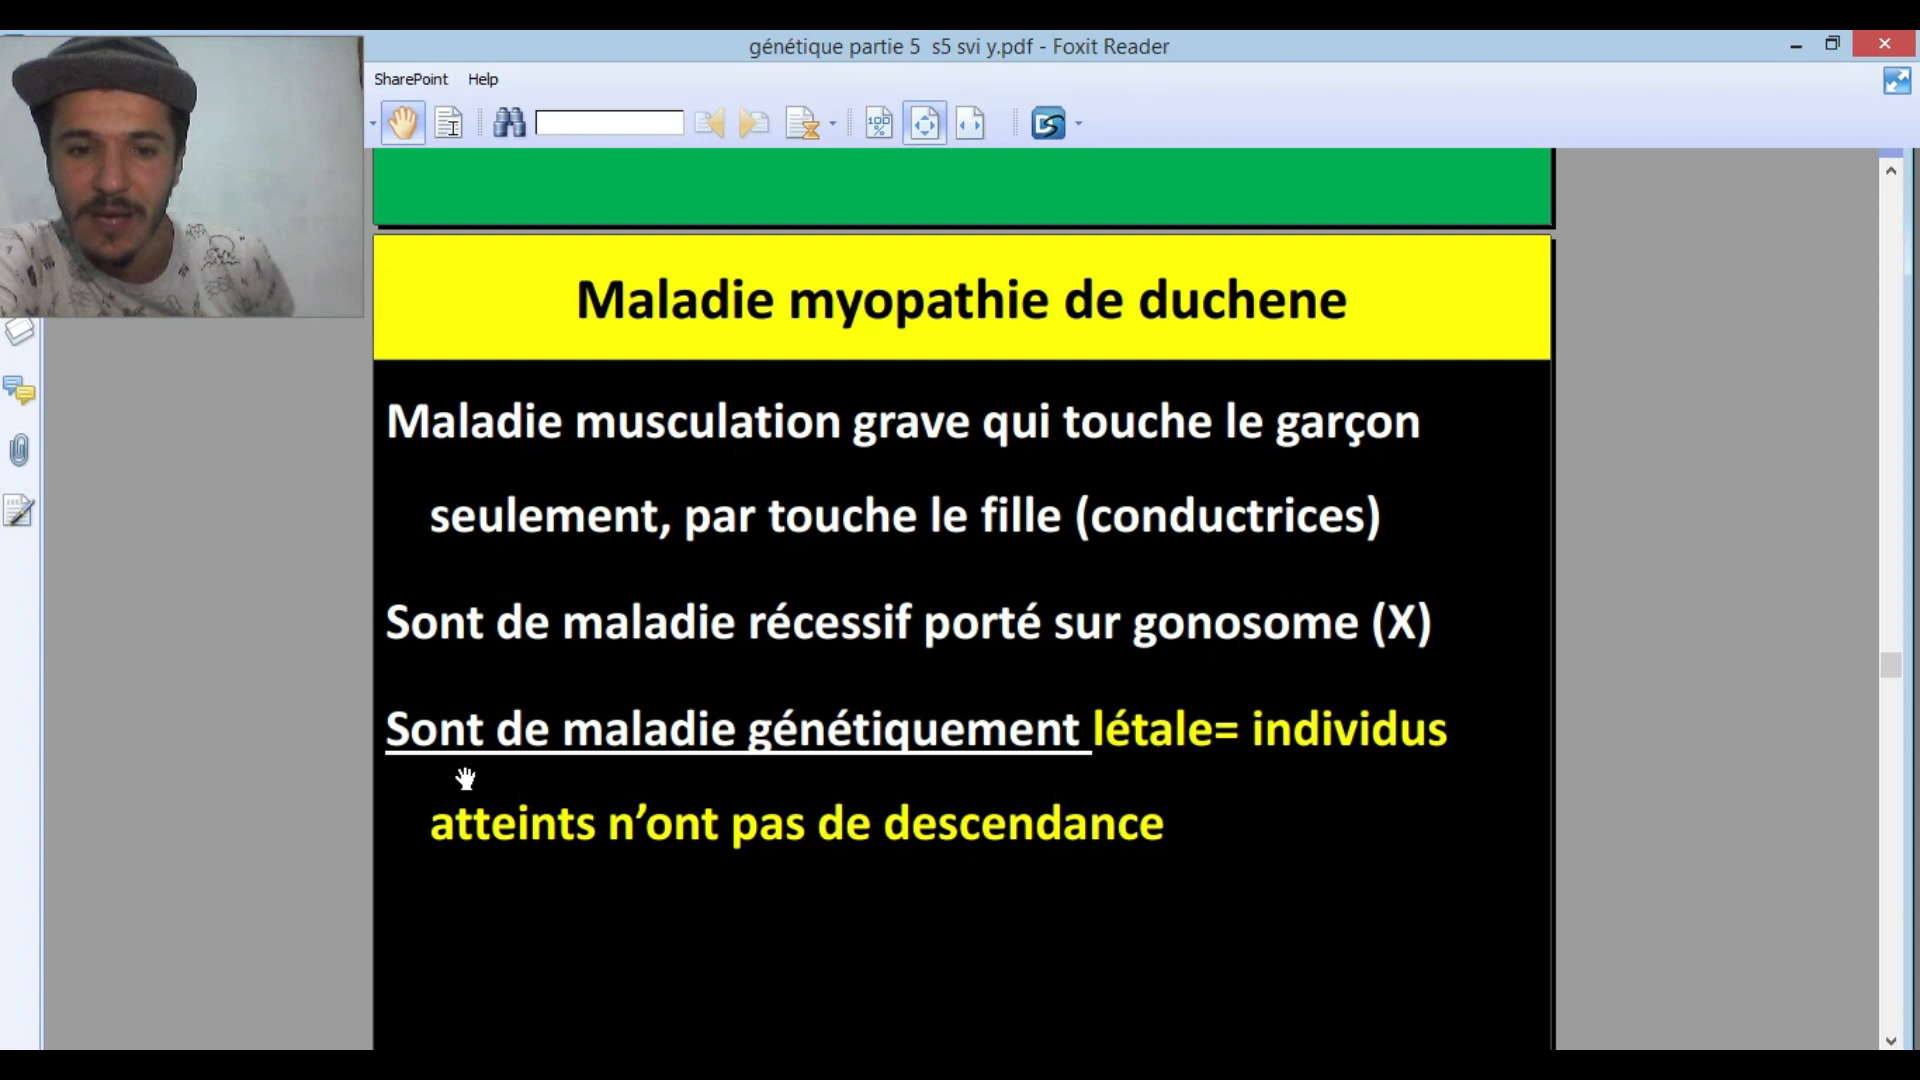 génétique partie 5  s5 svi y.pdf - Foxit Reader
SharePoint Help
100
%
Maladie myopathie de duchene
Maladie musculation grave qui touche le garçon
seulement, par touche le fille (conductrices)
Sont de maladie récessif porté sur gonosome (X)
Sont de maladie génétiquement létale= individus
atteints n’ont pas de descendance